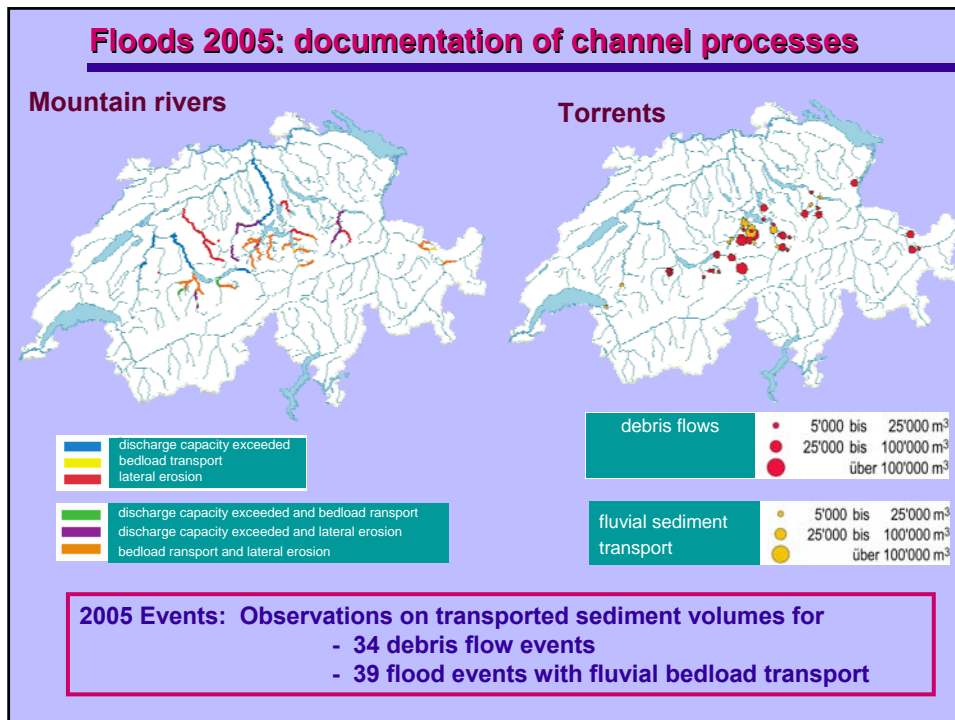 Floods 2005: documentation of channel processes
Mountain rivers
Torrents
discharge capacity exceeded
bedload transport
lateral erosion
discharge capacity exceeded and bedload transport
discharge capacity exceeded and lateral erosion
bedload ransport and lateral erosion
debris flows
5'000 bis 25'000 m³
25'000 bis 100'000 m³
über 100'000 m³
fluvial sediment
transport
5'000 bis 25'000 m³
25'000 bis 100'000 m³
über 100'000 m³
2005 Events: Observations on transported sediment volumes for
- 34 debris flow events
- 39 flood events with fluvial bedload transport